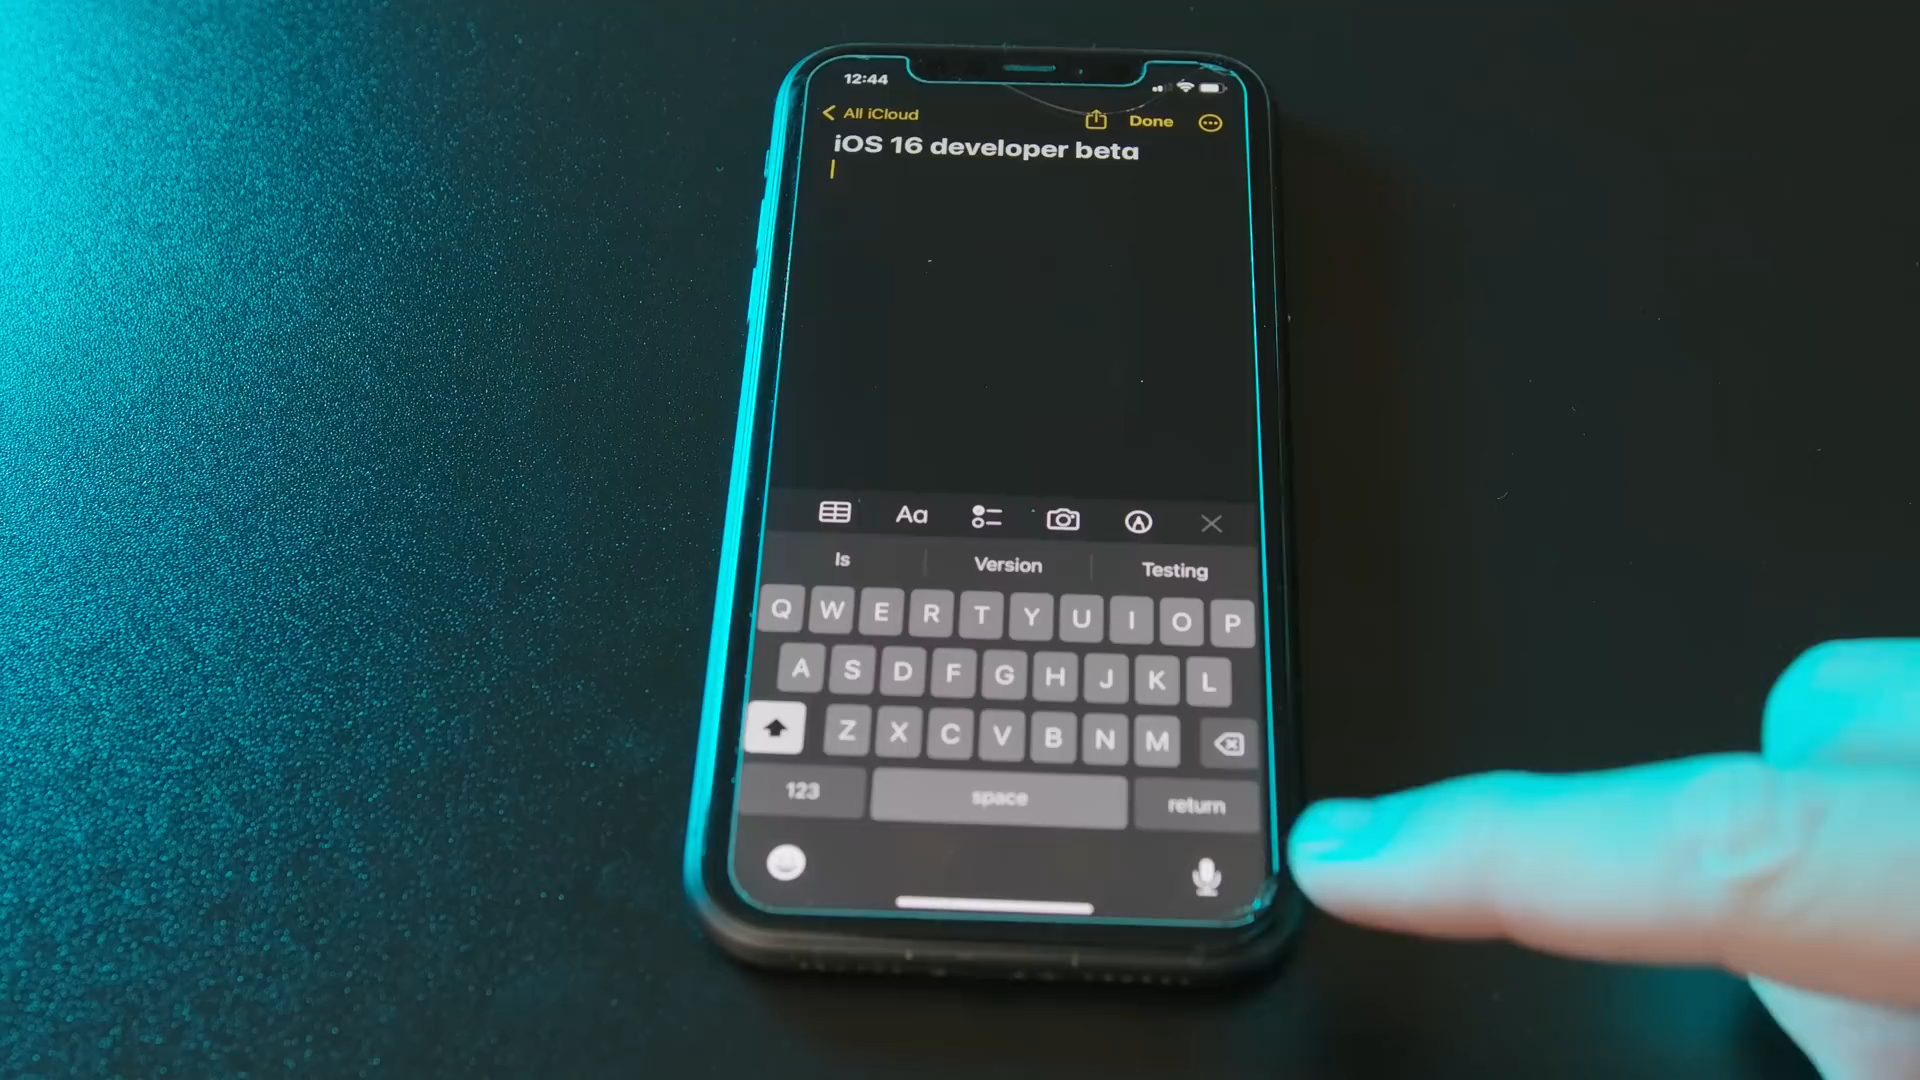 12:44
All iCloud
Done
iOS 16 developer beta
Aa
Is Version Testing
Q W E R T Y U I O P
A S D F G H J K L
Z X C V B N M
123 space return